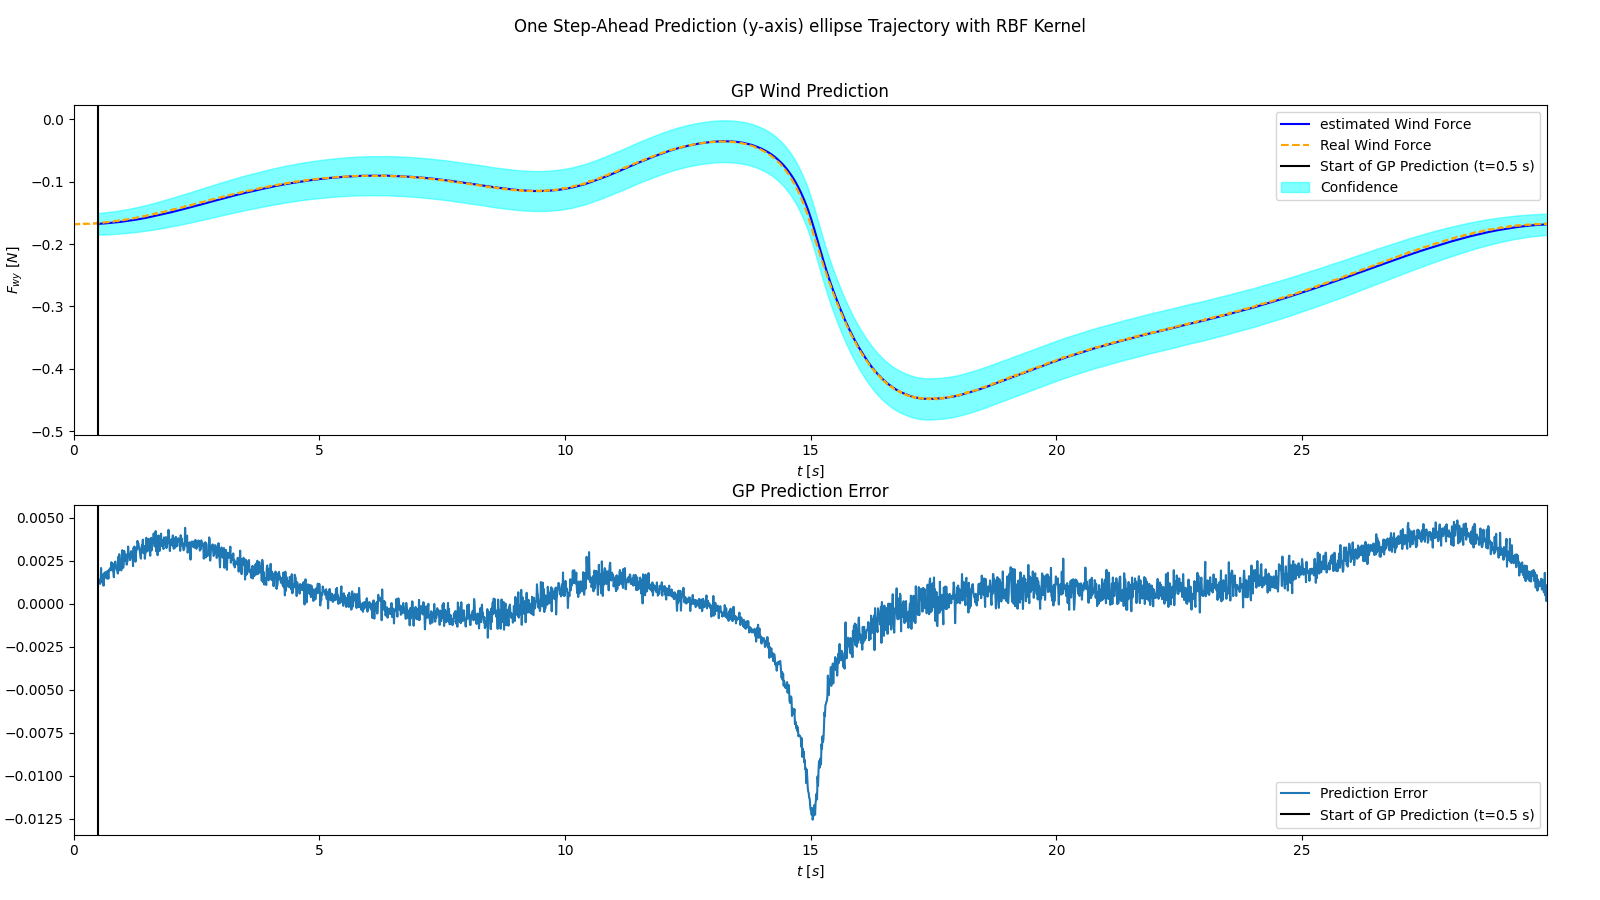 One Step-Ahead Prediction (y-axis) ellipse Trajectory with RBF Kernel
GP Wind Prediction
0.0
−0.1
−0.2
−0.3
−0.4
−0.5
F_wy [N]
estimated Wind Force
Real Wind Force
Start of GP Prediction (t=0.5 s)
Confidence
0 5 10 15 20 25
t [s]
GP Prediction Error
0.0050
0.0025
0.0000
−0.0025
−0.0050
−0.0075
−0.0100
−0.0125
Prediction Error
Start of GP Prediction (t=0.5 s)
0 5 10 15 20 25
t [s]